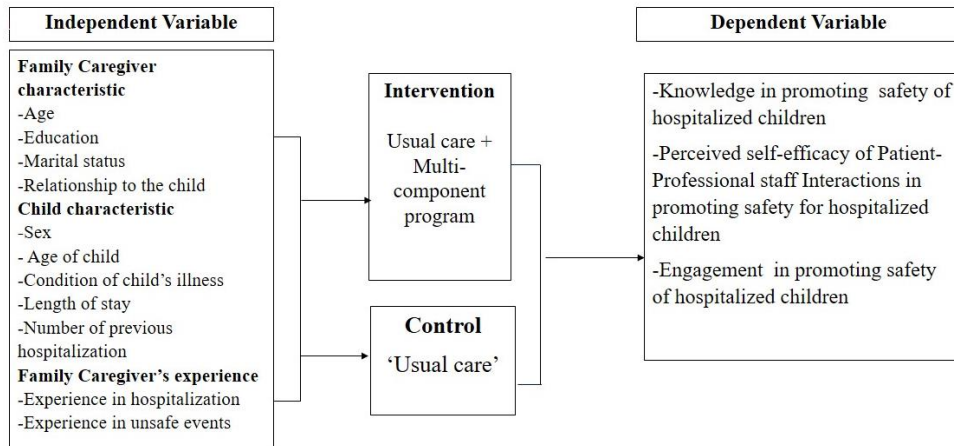 Independent Variable
Family Caregiver
characteristic
-Age
-Education
-Marital status
-Relationship to the child
Child characteristic
-Sex
- Age of child
-Condition of child’s illness
-Length of stay
-Number of previous
hospitalization
Family Caregiver’s experience
-Experience in hospitalization
-Experience in unsafe events
Intervention
Usual care +
Multi-
component
program
Control
‘Usual care’
Dependent Variable
-Knowledge in promoting safety of
hospitalized children
-Perceived self-efficacy of Patient-
Professional staff Interactions in
promoting safety for hospitalized
children
-Engagement in promoting safety
of hospitalized children